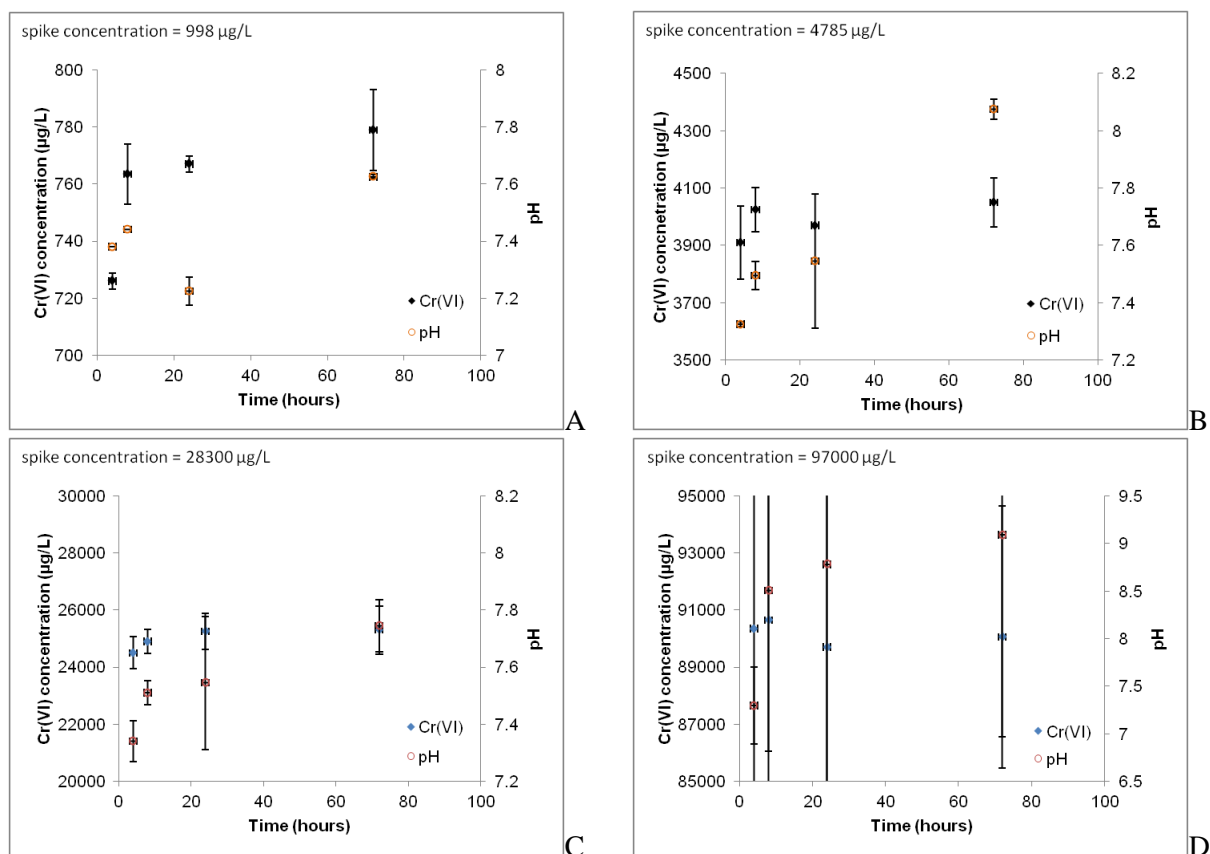 spike concentration = 998 µg/L
800
780
760
740
720
700
8
7.8
7.6
7.4
7.2
7
0
20
40
60
80
100
Cr(VI) concentration (µg/L)
pH
Time (hours)
Cr(VI)
pH
A
spike concentration = 4785 µg/L
4500
4300
4100
3900
3700
3500
8.2
8
7.8
7.6
7.4
7.2
0
20
40
60
80
100
Cr(VI) concnetration (µg/L)
pH
Time (hours)
Cr(VI)
pH
B
spike concentration = 28300 µg/L
30000
28000
26000
24000
22000
20000
8.2
8
7.8
7.6
7.4
7.2
0
20
40
60
80
100
Cr(VI) concentration (µg/L)
pH
Time (hours)
Cr(VI)
pH
C
spike concentration = 97000 µg/L
95000
93000
91000
89000
87000
85000
9.5
9
8.5
8
7.5
7
6.5
0
20
40
60
80
100
Cr(VI) concentration (µg/L)
pH
Time (hours)
Cr(VI)
pH
D